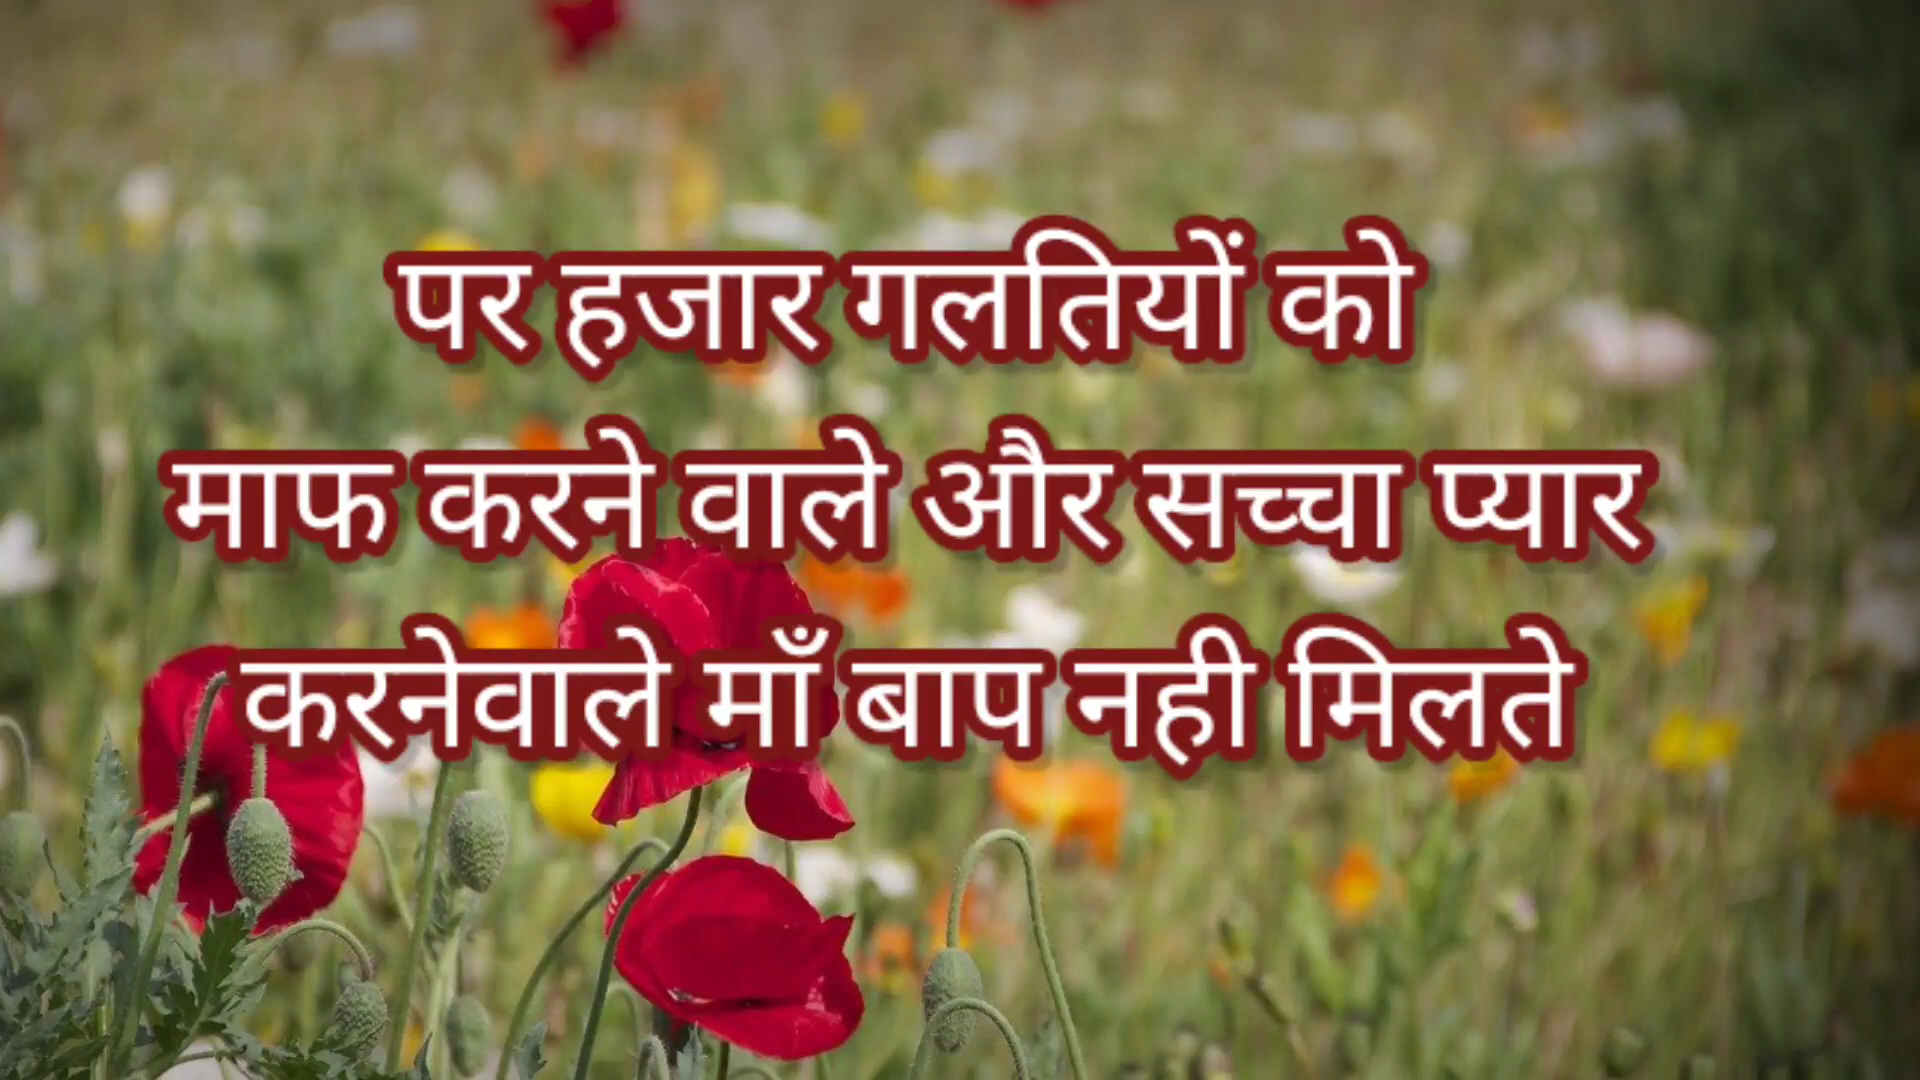 पर हजार गलतियों को
माफ करने वाले और सच्चा प्यार
करनेवाले माँ बाप नही मिलते